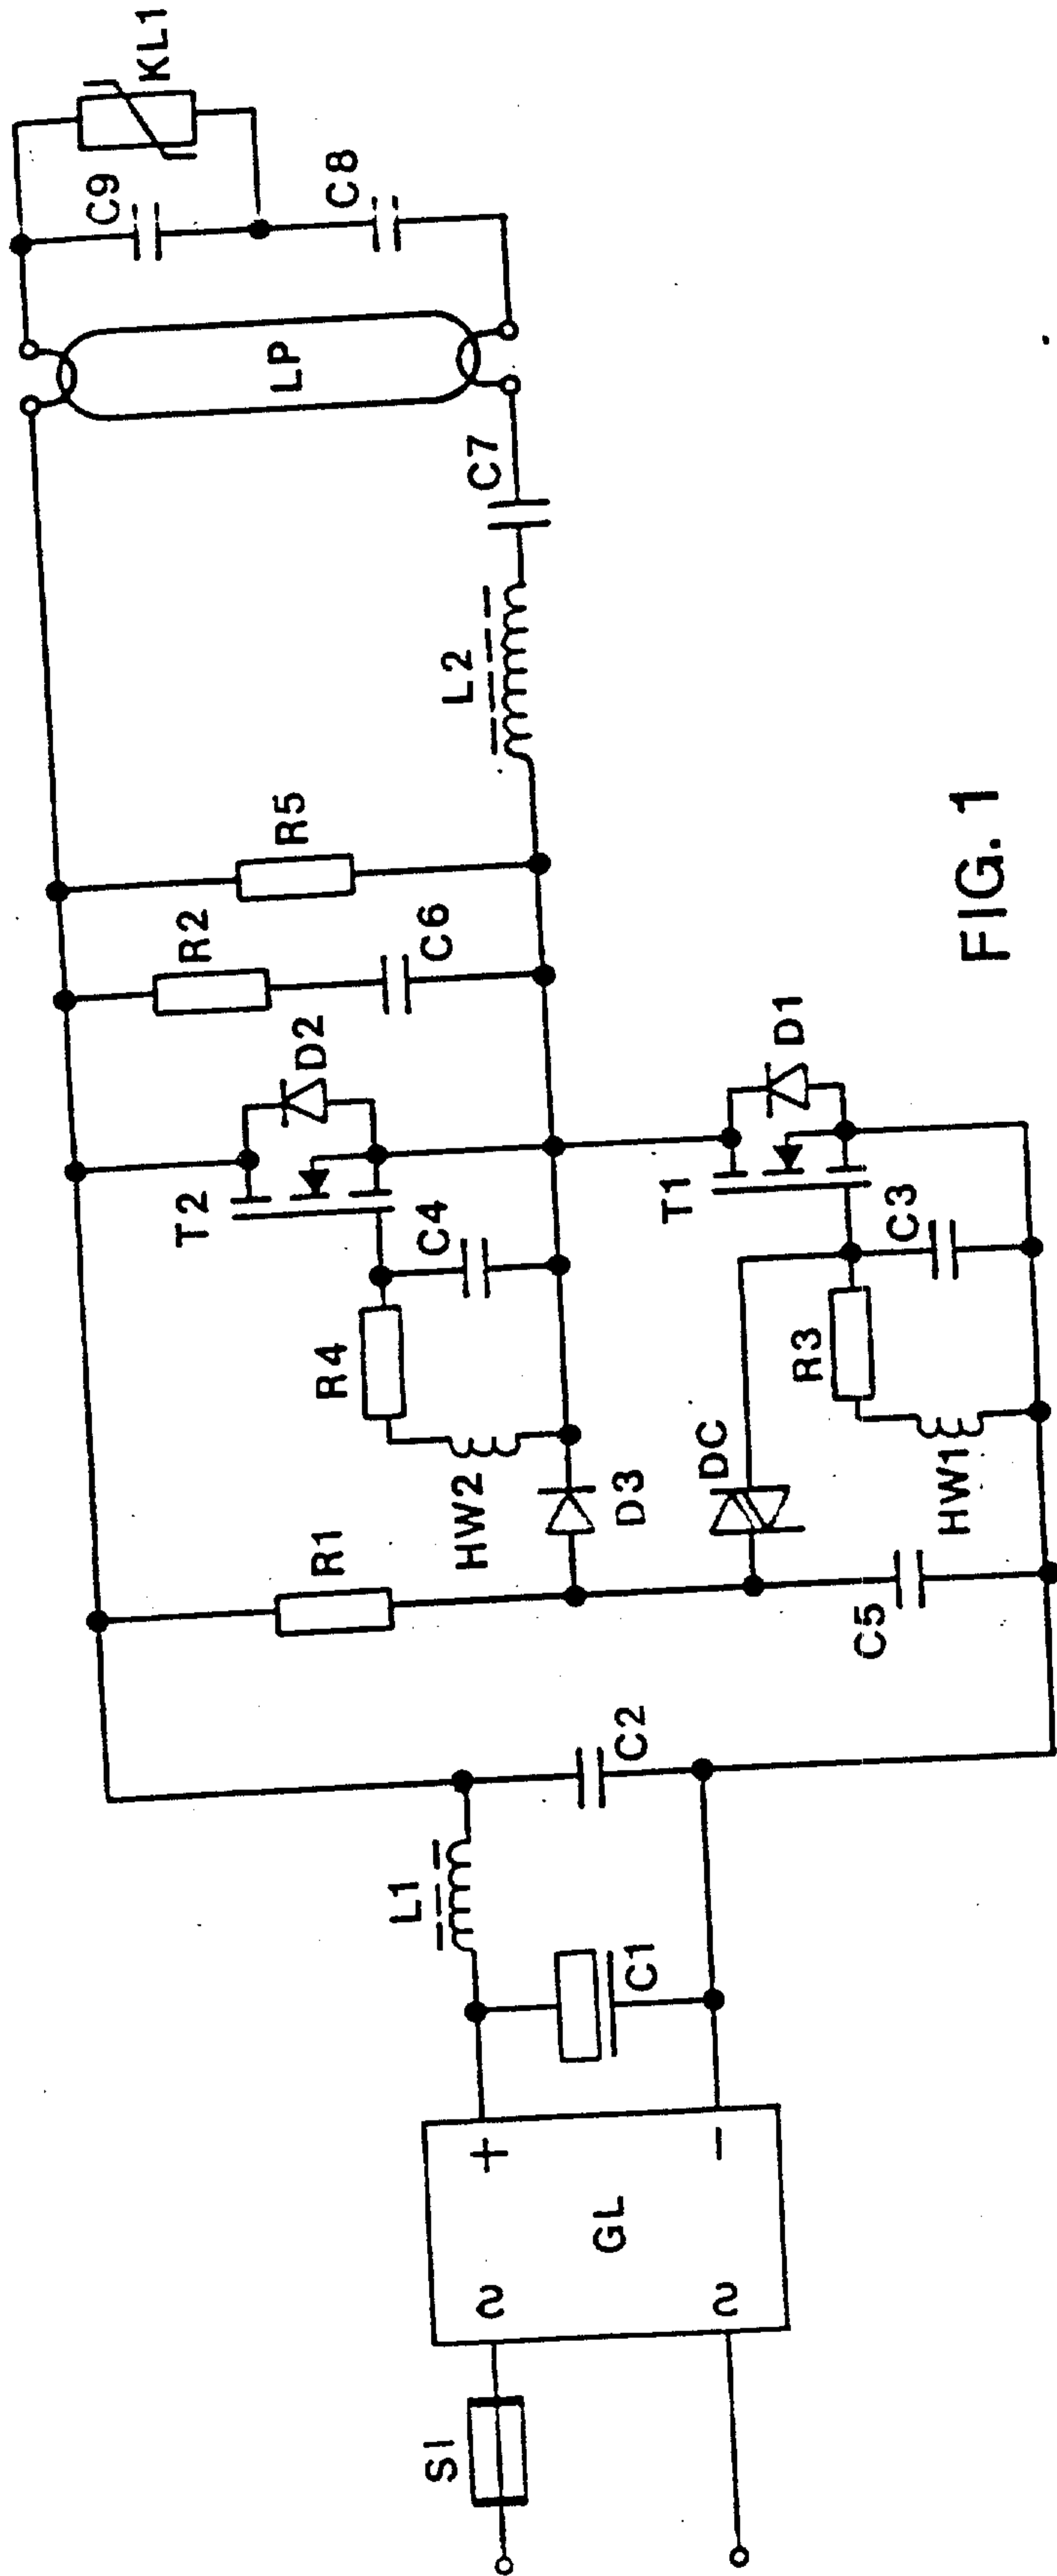 SI
GL
~
~
+
-
L1
C1
C2
R1
C5
HW2
D3
DC
HW1
R4
R3
C4
C3
T2
T1
D2
D1
R2
C6
R5
L2
C7
LP
C9
C8
KL1
FIG. 1